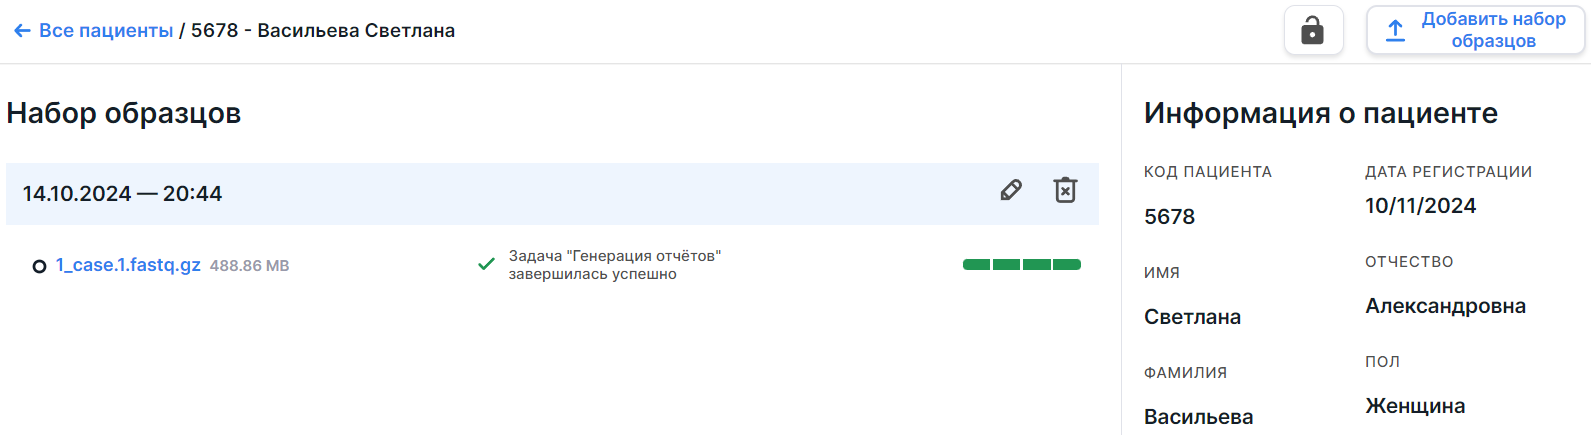 Все пациенты / 5678 - Васильева Светлана
Добавить набор
образцов
Набор образцов
14.10.2024 — 20:44
1_case.1.fastq.gz 488.86 MB
Задача "Генерация отчётов"
завершилась успешно
Информация о пациенте
КОД ПАЦИЕНТА
5678
ДАТА РЕГИСТРАЦИИ
10/11/2024
ИМЯ
Светлана
ОТЧЕСТВО
Александровна
ФАМИЛИЯ
Васильева
ПОЛ
Женщина